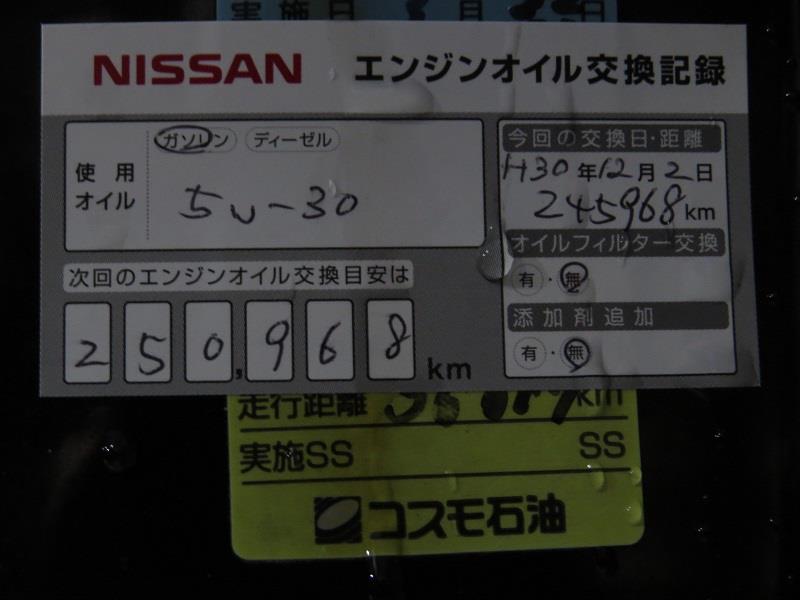 実施日 月 日
NISSAN エンジンオイル交換記録
使用オイル
ガソリン ディーゼル
5w-30
今回の交換日・距離
H30年12月2日
245968km
オイルフィルター交換
有・無
添加剤追加
有・無
次回のエンジンオイル交換目安は
250,968 km
走行距離 km
実施SS SS
コスモ石油